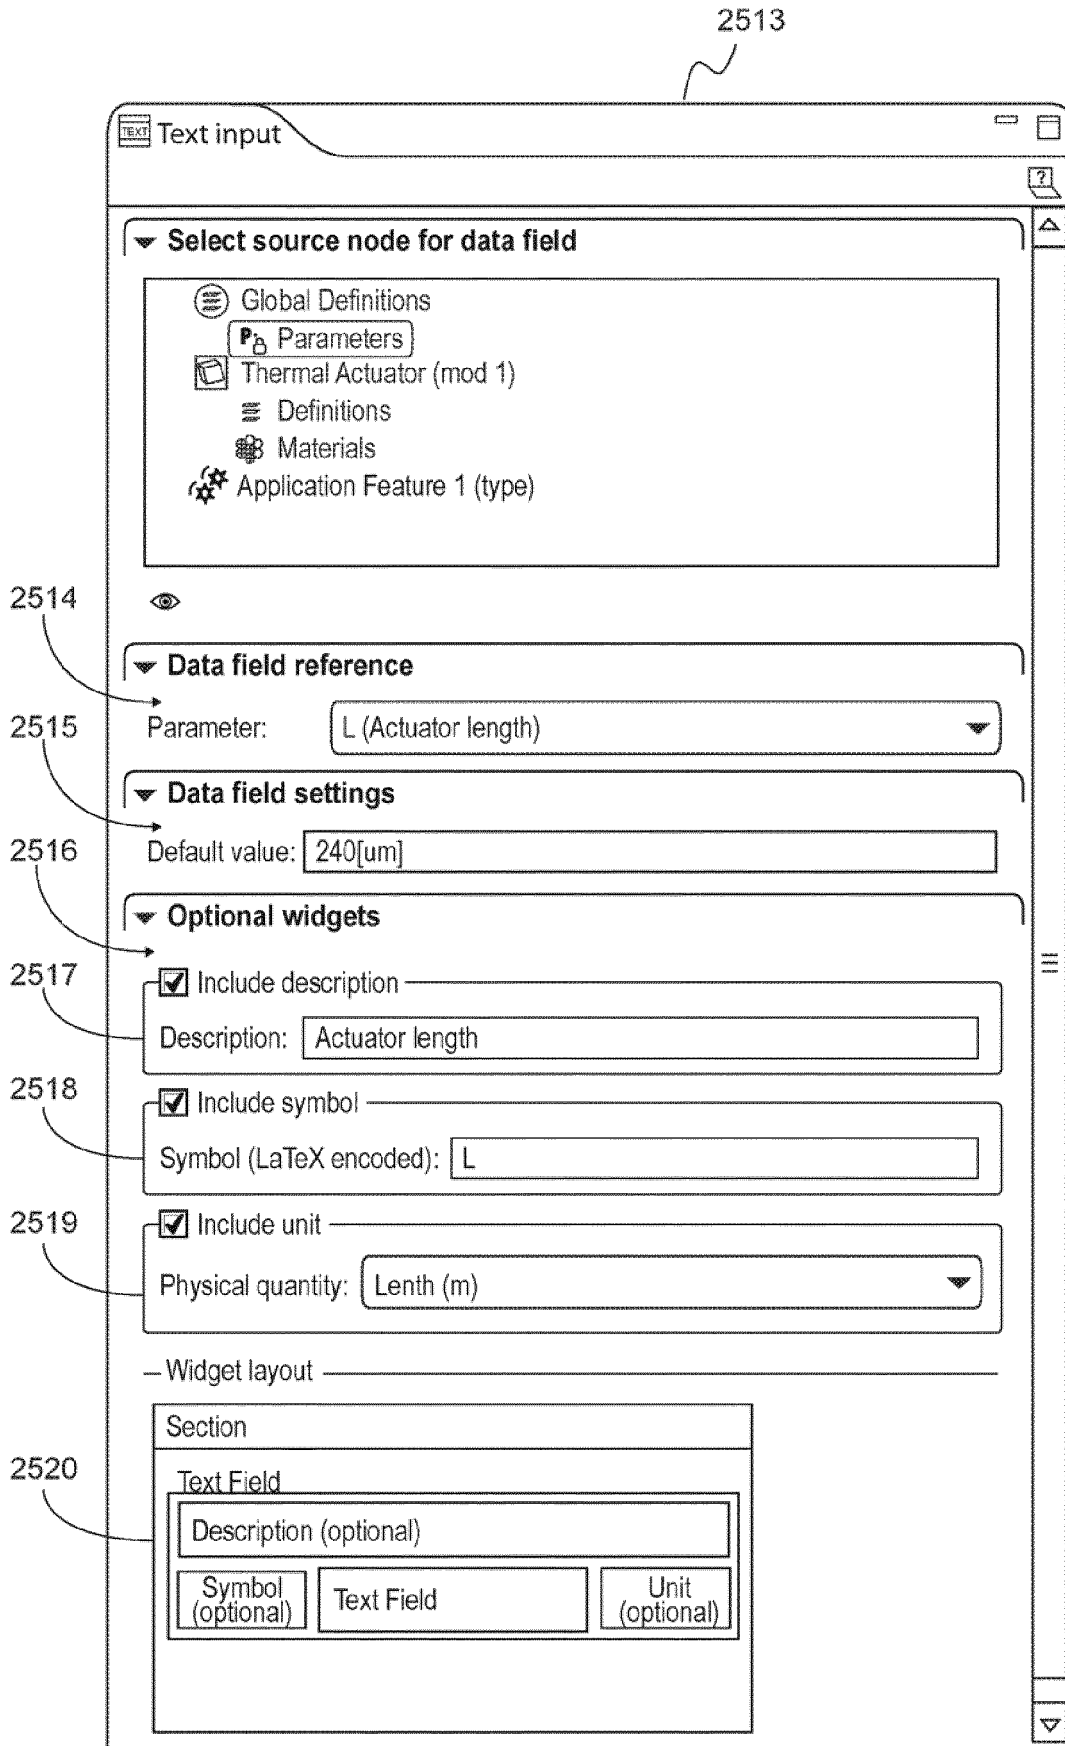 2513
TEXT Text input
?
Select source node for data field
Global Definitions
Pi Parameters
Thermal Actuator (mod 1)
Definitions
Materials
Application Feature 1 (type)
2514
Data field reference
Parameter: L (Actuator length)
2515
Data field settings
Default value: 240[um]
2516
Optional widgets
2517
Include description
Description: Actuator length
2518
Include symbol
Symbol (LaTeX encoded): L
2519
Include unit
Physical quantity: Lenth (m)
Widget layout
Section
2520
Text Field
Description (optional)
Symbol (optional) Text Field Unit (optional)